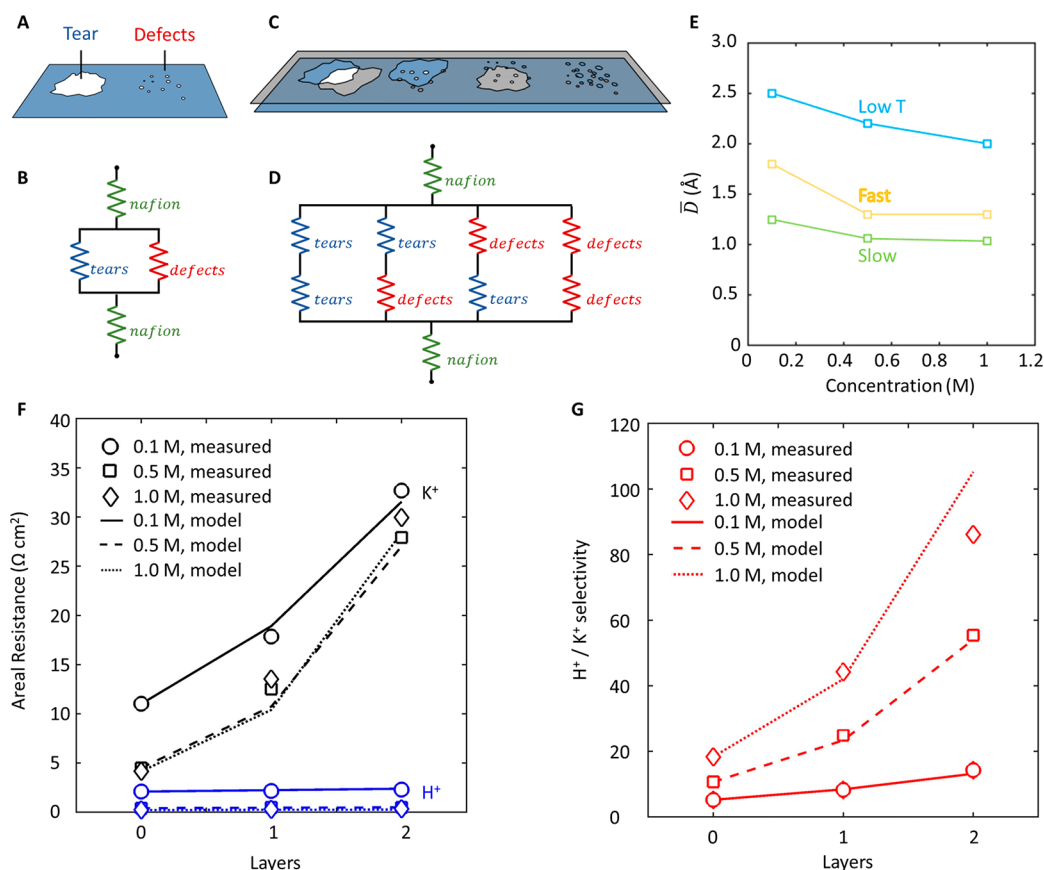 A
Tear
Defects
C
B
nafion
tears
defects
nafion
D
nafion
tears
tears
defects
defects
tears
defects
tears
defects
nafion
E
3.0
2.5
2.0
1.5
1.0
0.5
0
D̅ (Å)
Low T
Fast
Slow
0 0.2 0.4 0.6 0.8 1 1.2
Concentration (M)
F
40
35
30
25
20
15
10
5
0
Areal Resistance (Ω cm²)
0.1 M, measured
0.5 M, measured
1.0 M, measured
0.1 M, model
0.5 M, model
1.0 M, model
K⁺
H⁺
0 1 2
Layers
G
120
100
80
60
40
20
0
H⁺ / K⁺ selectivity
0.1 M, measured
0.5 M, measured
1.0 M, measured
0.1 M, model
0.5 M, model
1.0 M, model
0 1 2
Layers